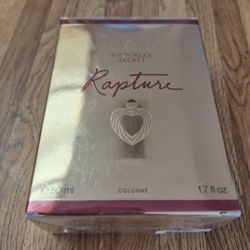 VICTORIA'S
SECRET
Rapture
50 ml
COLOGNE
1.7 fl oz